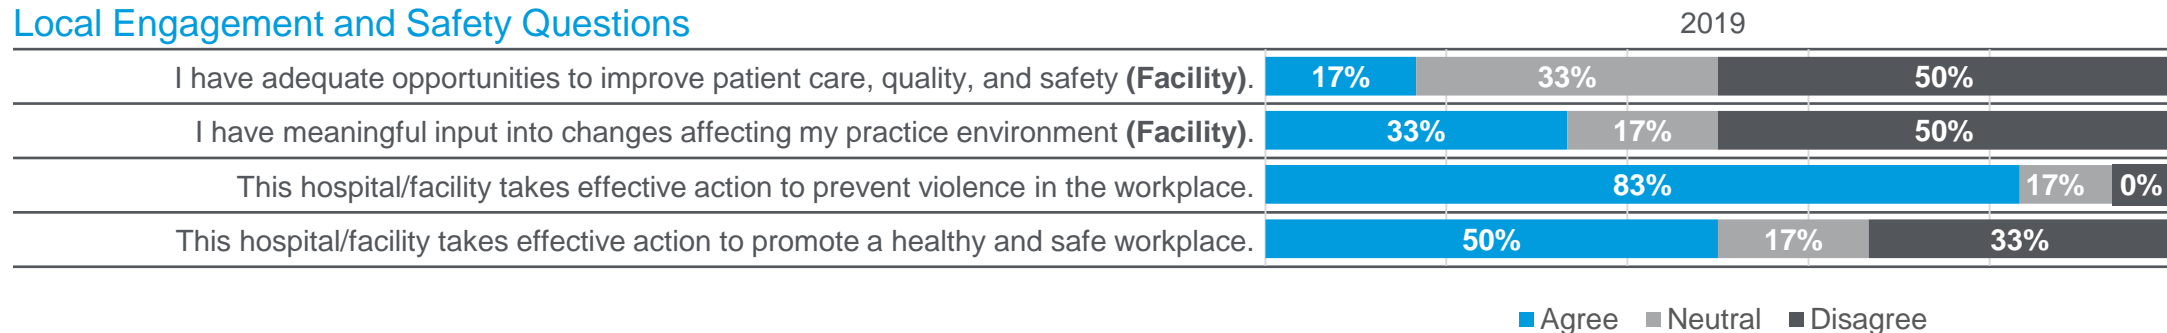 Local Engagement and Safety Questions 2019
I have adequate opportunities to improve patient care, quality, and safety (Facility). 17% 33% 50%
I have meaningful input into changes affecting my practice environment (Facility). 33% 17% 50%
This hospital/facility takes effective action to prevent violence in the workplace. 83% 17% 0%
This hospital/facility takes effective action to promote a healthy and safe workplace. 50% 17% 33%
Agree Neutral Disagree